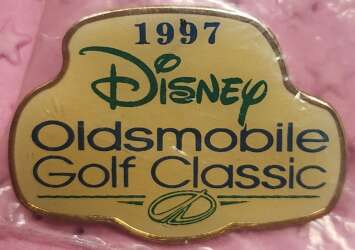 1997
Disney
Oldsmobile
Golf Classic